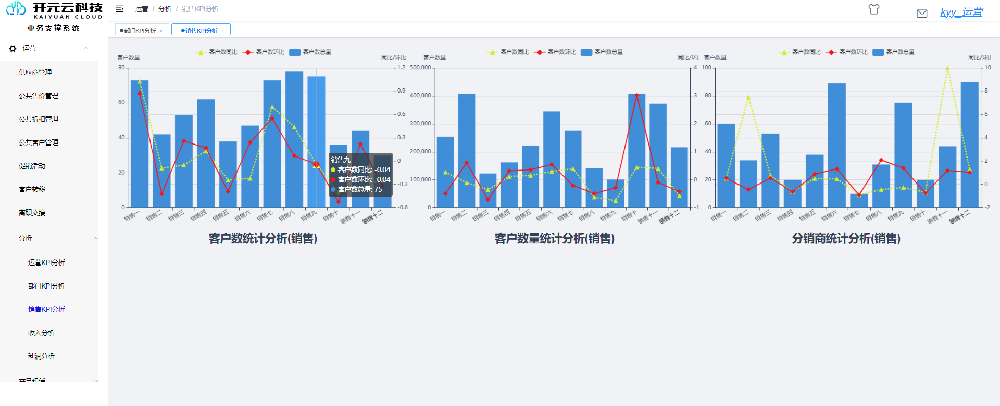 开元云科技
KAIYUAN CLOUD
业务支撑系统
运营 / 分析 / 销售KPI分析
kyy_运营
部门KPI分析 ×
销售KPI分析 ×
运营
供应商管理
公共售价管理
公共折扣管理
公共客户管理
促销活动
客户转移
离职交接
分析
运营KPI分析
部门KPI分析
销售KPI分析
收入分析
利润分析
产品租赁
客户数同比 客户数环比 客户数总量
客户数量
同比/环比
80
60
40
20
0
1.2
0.9
0.6
0.3
0
-0.3
-0.6
销售九
客户数同比: -0.04
客户数环比: -0.04
客户数总量: 75
销售一 销售二 销售三 销售四 销售五 销售六 销售七 销售八 销售九 销售十 销售十一 销售十二
客户数统计分析(销售)
客户数同比 客户数环比 客户数总量
客户数量
同比/环比
500,000
400,000
300,000
200,000
100,000
0
4
3
2
1
0
-1
销售一 销售二 销售三 销售四 销售五 销售六 销售七 销售八 销售九 销售十 销售十一 销售十二
客户数量统计分析(销售)
客户数同比 客户数环比 客户数总量
客户数量
同比/环比
100
80
60
40
20
0
10
8
6
4
2
0
-2
销售一 销售二 销售三 销售四 销售五 销售六 销售七 销售八 销售九 销售十 销售十一 销售十二
分销商统计分析(销售)